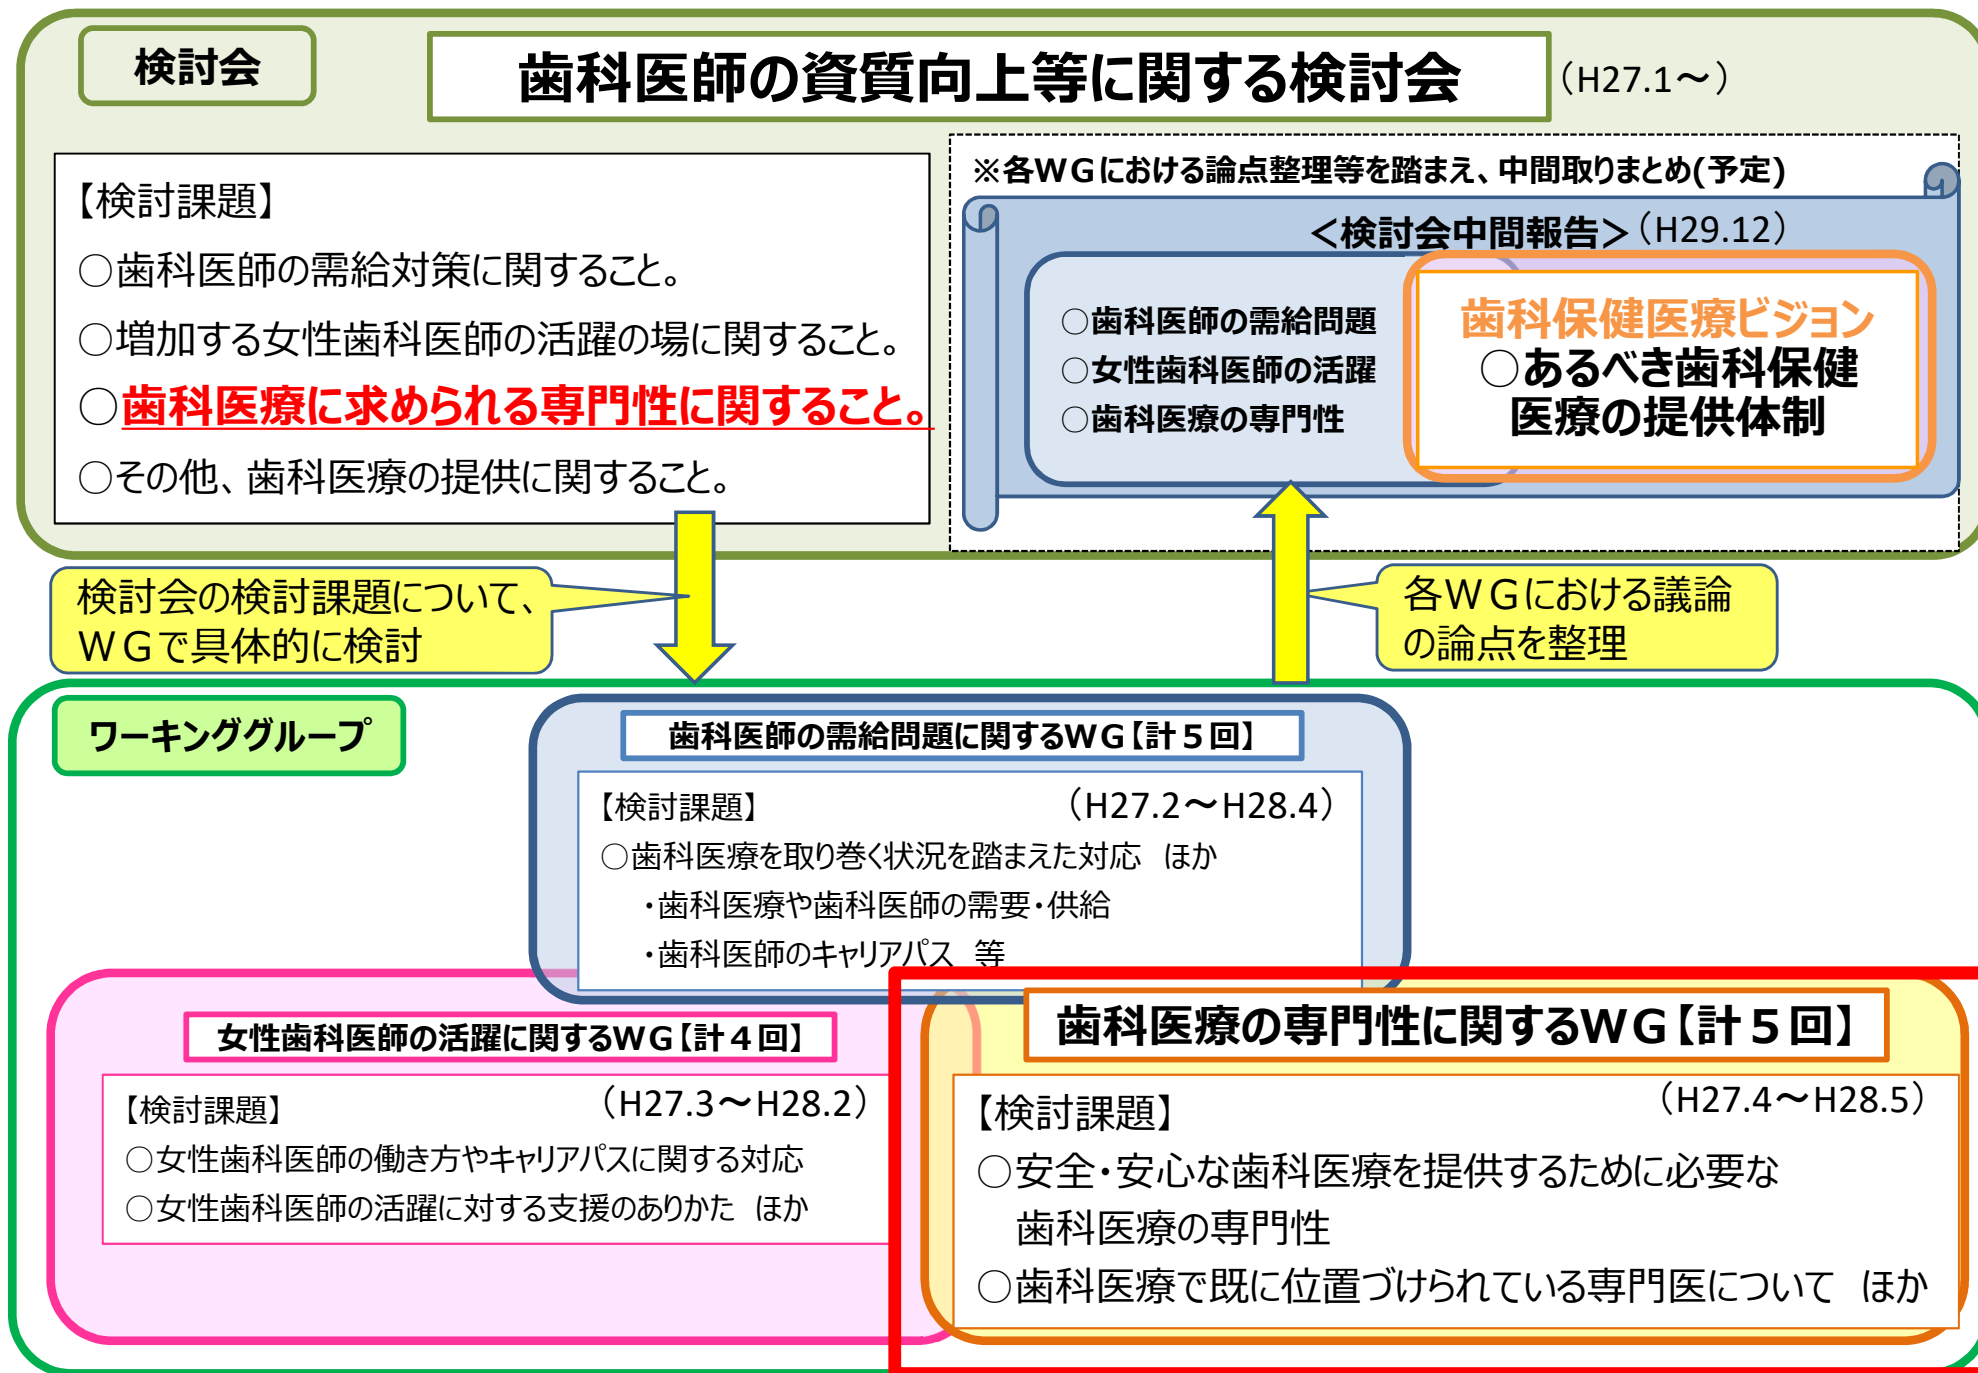 検討会
歯科医師の資質向上等に関する検討会
（H27.1～）
【検討課題】
○歯科医師の需給対策に関すること。
○増加する女性歯科医師の活躍の場に関すること。
○歯科医療に求められる専門性に関すること。
○その他、歯科医療の提供に関すること。
※各WGにおける論点整理等を踏まえ、中間取りまとめ(予定)
＜検討会中間報告＞（H29.12）
○歯科医師の需給問題
○女性歯科医師の活躍
○歯科医療の専門性
歯科保健医療ビジョン
○あるべき歯科保健
医療の提供体制
検討会の検討課題について、
WGで具体的に検討
各WGにおける議論
の論点を整理
ワーキンググループ
歯科医師の需給問題に関するWG【計５回】
【検討課題】
（H27.2～H28.4）
○歯科医療を取り巻く状況を踏まえた対応　ほか
・歯科医療や歯科医師の需要・供給
・歯科医師のキャリアパス　等
女性歯科医師の活躍に関するWG【計４回】
【検討課題】
（H27.3～H28.2）
○女性歯科医師の働き方やキャリアパスに関する対応
○女性歯科医師の活躍に対する支援のありかた　ほか
歯科医療の専門性に関するWG【計５回】
【検討課題】
（H27.4～H28.5）
○安全・安心な歯科医療を提供するために必要な
歯科医療の専門性
○歯科医療で既に位置づけられている専門医について　ほか